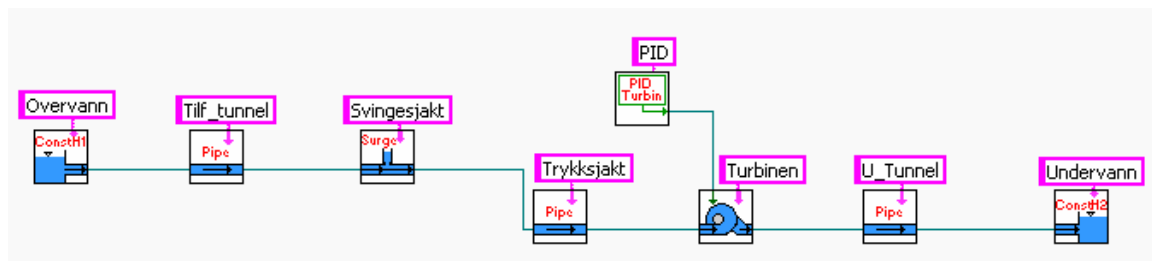 PID
PID
Turbin
Overvann
ConstH1
Tilf_tunnel
Pipe
Svingesjakt
Surge
Trykksjakt
Pipe
Turbinen
U_Tunnel
Pipe
Undervann
ConstH2